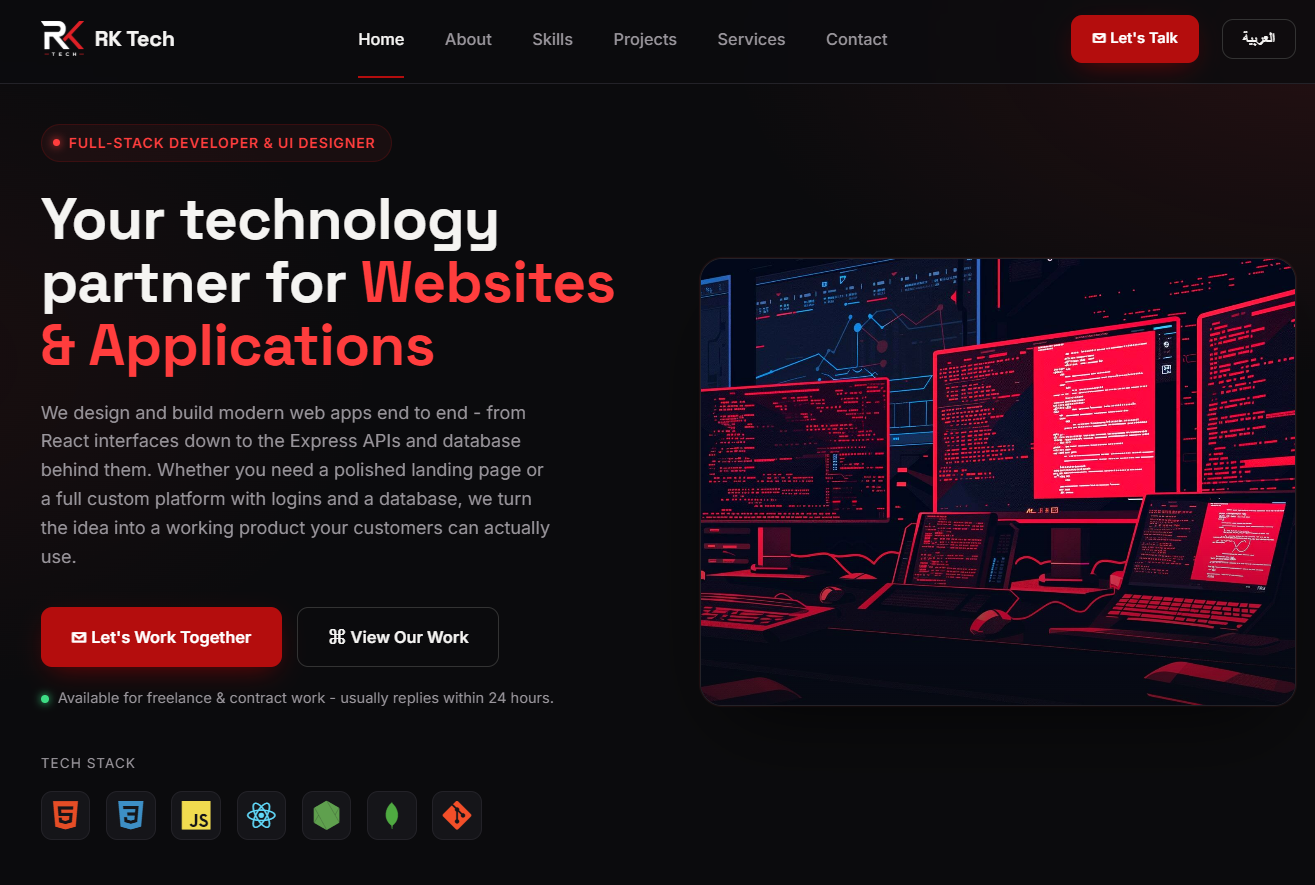 RK
TECH
RK Tech
Home
About
Skills
Projects
Services
Contact
Let's Talk
العربية
FULL-STACK DEVELOPER & UI DESIGNER
Your technology
partner for Websites
& Applications
We design and build modern web apps end to end - from
React interfaces down to the Express APIs and database
behind them. Whether you need a polished landing page or
a full custom platform with logins and a database, we turn
the idea into a working product your customers can actually
use.
Let's Work Together
⌘ View Our Work
Available for freelance & contract work - usually replies within 24 hours.
TECH STACK
5
3
JS